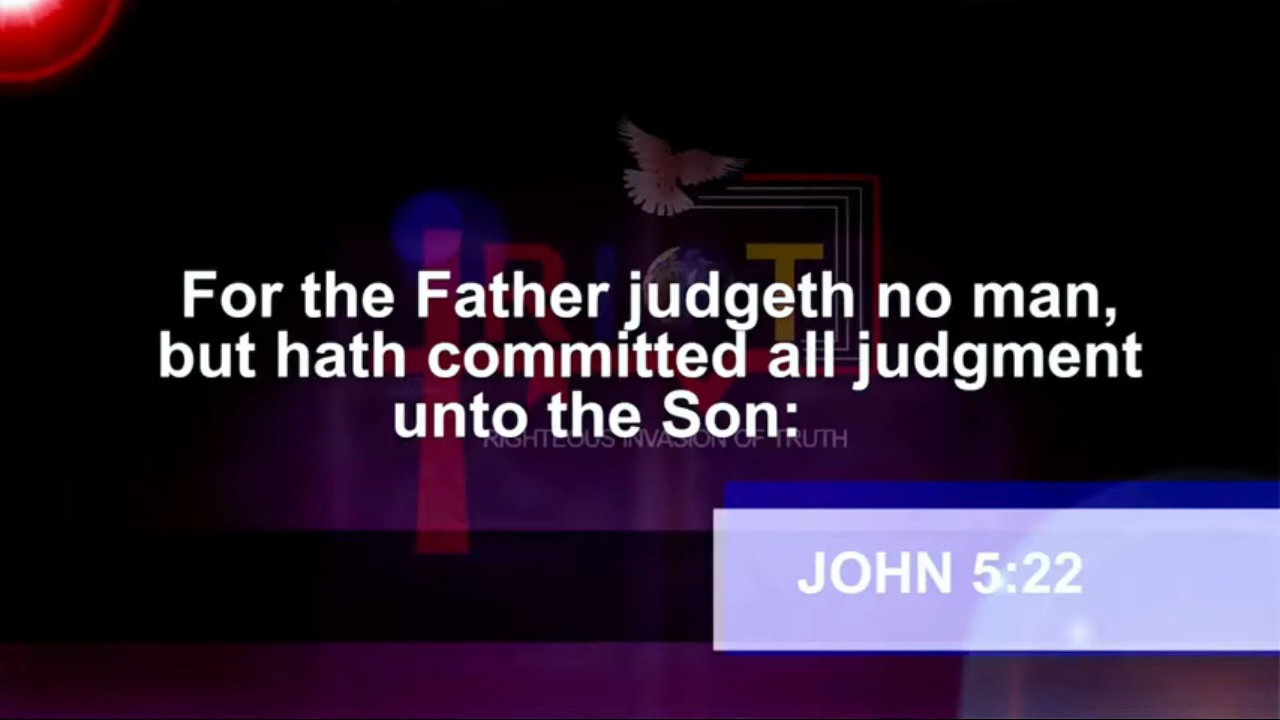 RIOT
For the Father judgeth no man,
but hath committed all judgment
unto the Son:
RIGHTEOUS INVASION OF TRUTH
JOHN 5:22